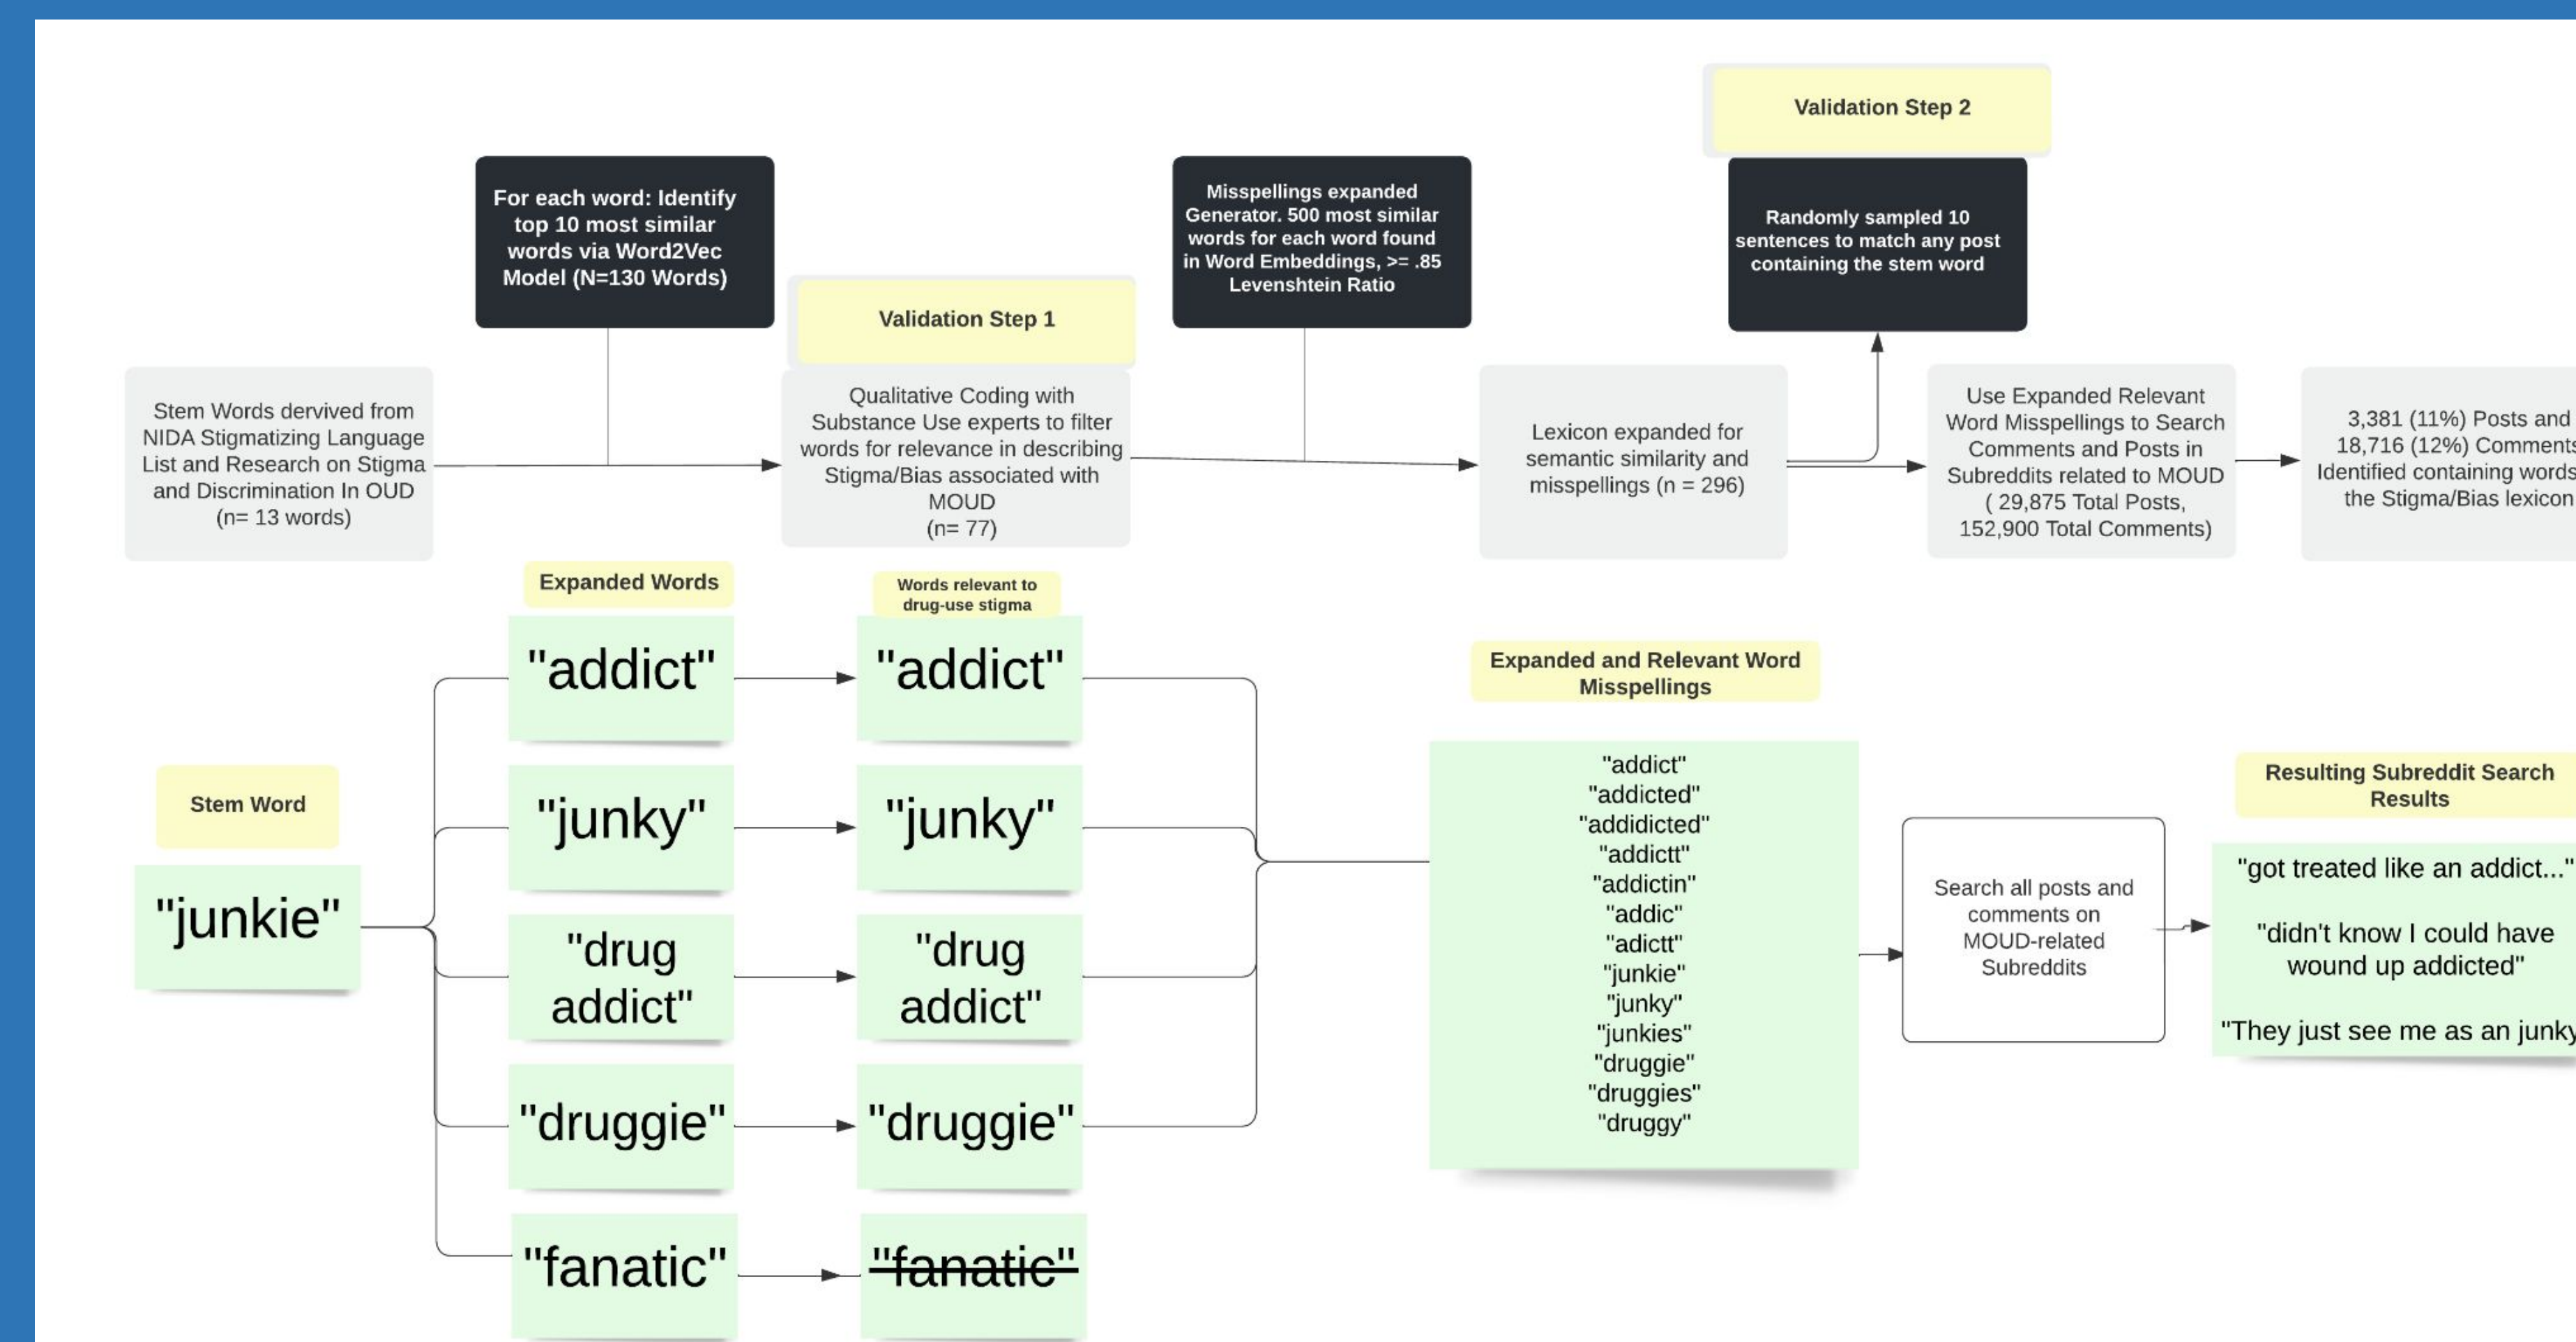 Validation Step 2
For each word: Identify
top 10 most similar
words via Word2Vec
Model (N=130 Words)
Misspellings expanded
Generator. 500 most similar
words for each word found
in Word Embeddings, >= .85
Levenshtein Ratio
Randomly sampled 10
sentences to match any post
containing the stem word
Validation Step 1
Stem Words dervived from
NIDA Stigmatizing Language
List and Research on Stigma
and Discrimination In OUD
(n= 13 words)
Qualitative Coding with
Substance Use experts to filter
words for relevance in describing
Stigma/Bias associated with
MOUD
(n= 77)
Lexicon expanded for
semantic similarity and
misspellings (n = 296)
Use Expanded Relevant
Word Misspellings to Search
Comments and Posts in
Subreddits related to MOUD
( 29,875 Total Posts,
152,900 Total Comments)
3,381 (11%) Posts and
18,716 (12%) Comments
Identified containing words
the Stigma/Bias lexicon
Expanded Words
Words relevant to
drug-use stigma
Stem Word
"junkie"
"addict"
"addict"
"junky"
"junky"
"drug
addict"
"drug
addict"
"druggie"
"druggie"
"fanatic"
"fanatic"
Expanded and Relevant Word
Misspellings
"addict"
"addicted"
"addidicted"
"addictt"
"addictin"
"addic"
"adictt"
"junkie"
"junky"
"junkies"
"druggie"
"druggies"
"druggy"
Search all posts and
comments on
MOUD-related
Subreddits
Resulting Subreddit Search
Results
"got treated like an addict..."
"didn't know I could have
wound up addicted"
"They just see me as an junky